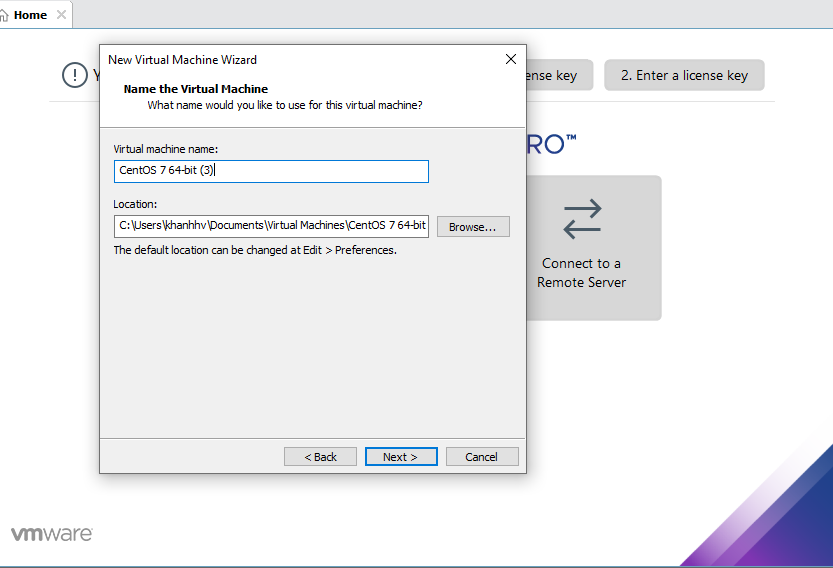 Home
New Virtual Machine Wizard
Name the Virtual Machine
What name would you like to use for this virtual machine?
Y
ense key
2. Enter a license key
Virtual machine name:
CentOS 7 64-bit (3)
RO™
Location:
C:\Users\khanhhv\Documents\Virtual Machines\CentOS 7 64-bit
Browse...
The default location can be changed at Edit > Preferences.
Connect to a
Remote Server
< Back
Next >
Cancel
vmware